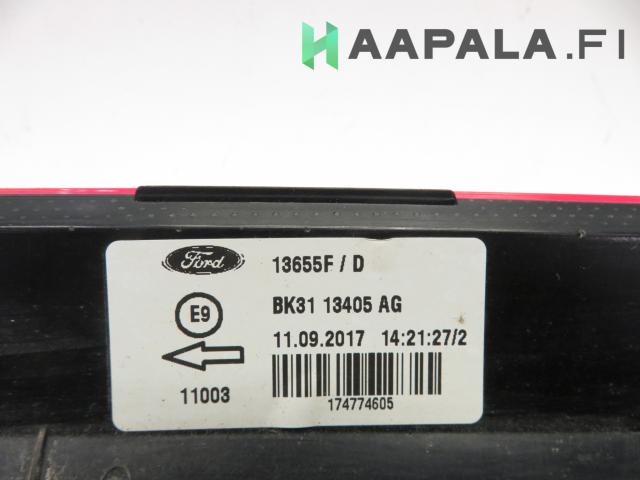 HAAPALA.FI
Ford 13655F / D
E9 BK31 13405 AG
11.09.2017 14:21:27/2
11003
174774605